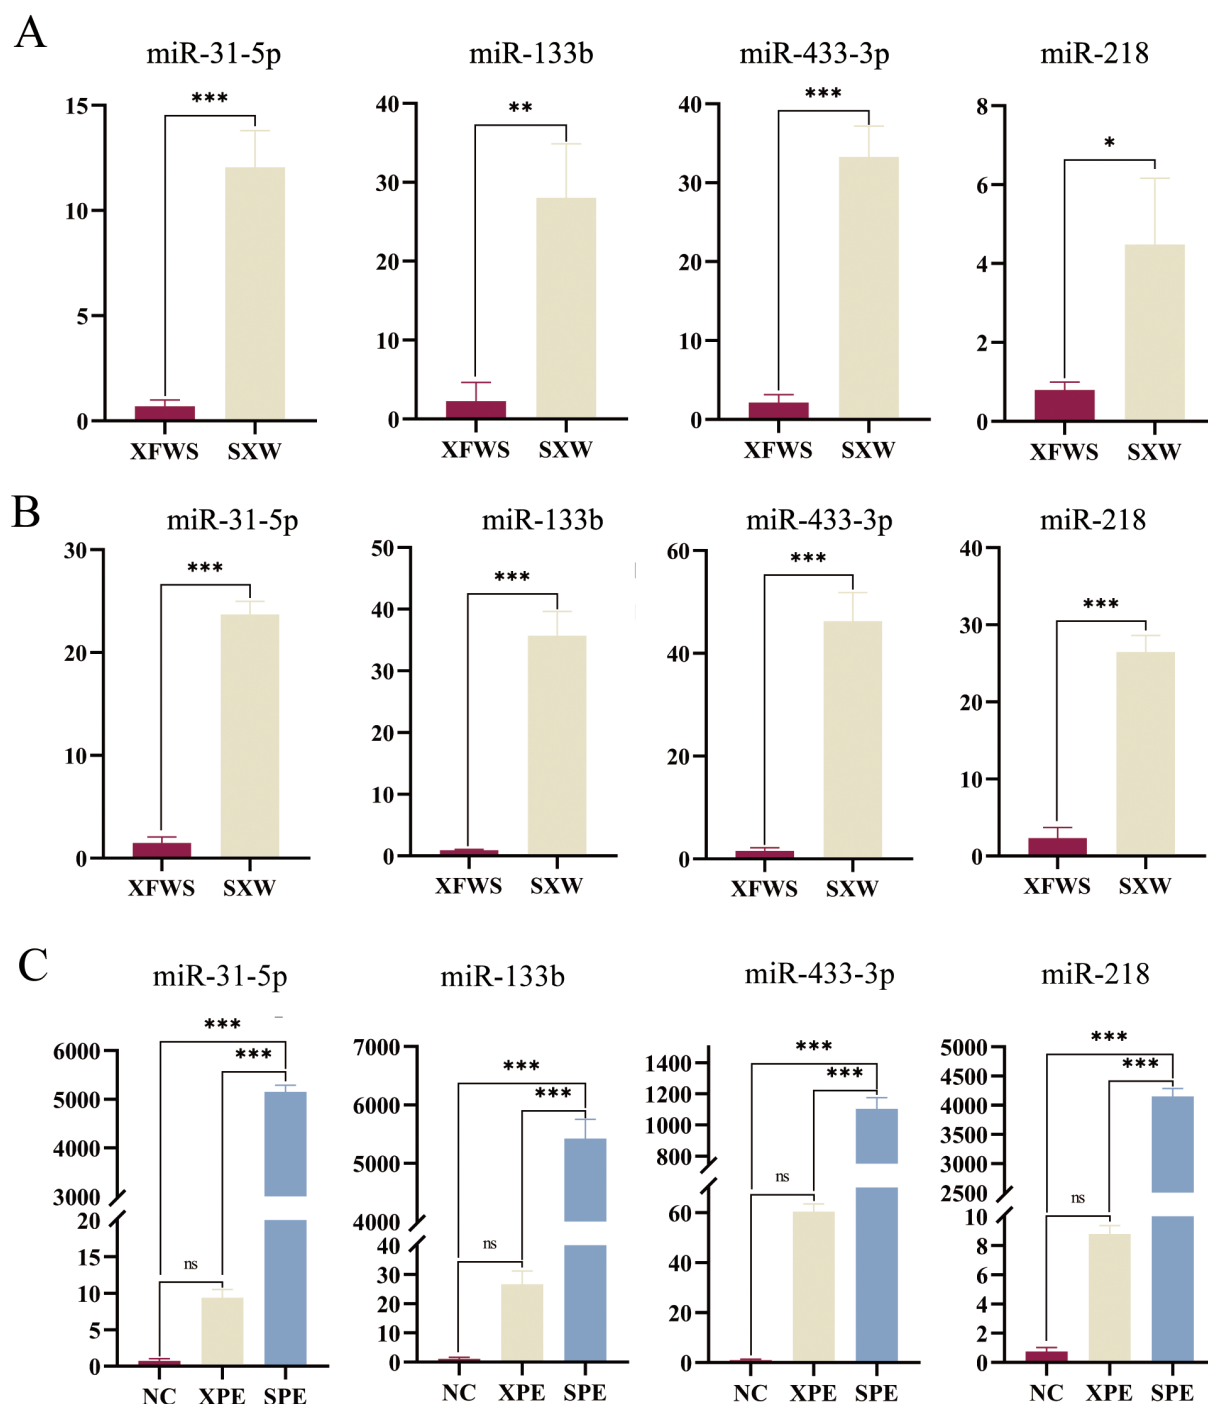 A
miR-31-5p
miR-133b
miR-433-3p
miR-218
15
10
5
0
***
XFWS SXW
40
30
20
10
0
**
XFWS SXW
40
30
20
10
0
***
XFWS SXW
8
6
4
2
0
*
XFWS SXW
B
miR-31-5p
miR-133b
miR-433-3p
miR-218
30
20
10
0
***
XFWS SXW
50
40
30
20
10
0
***
XFWS SXW
60
40
20
0
***
XFWS SXW
40
30
20
10
0
***
XFWS SXW
C
miR-31-5p
miR-133b
miR-433-3p
miR-218
6000
5000
4000
3000
20
15
10
5
0
***
***
ns
NC XPE SPE
7000
6000
5000
4000
40
30
20
10
0
***
***
ns
NC XPE SPE
1400
1200
1000
800
60
40
20
0
***
***
ns
NC XPE SPE
5000
4500
4000
3500
3000
2500
10
8
6
4
2
0
***
***
ns
NC XPE SPE